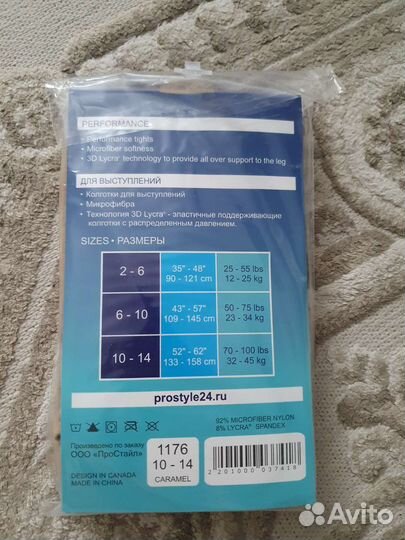 PERFORMANCE
• Performance tights
• Microfiber softness
• 3D Lycra® technology to provide all over support to the leg
ДЛЯ ВЫСТУПЛЕНИЙ
• Колготки для выступлений
• Микрофибра
• Технология 3D Lycra® - эластичные поддерживающие
колготки с распределенным давлением.
SIZES • РАЗМЕРЫ
2 - 6
35" - 48"
90 - 121 cm
25 - 55 lbs
12 - 25 kg
6 - 10
43" - 57"
109 - 145 cm
50 - 75 lbs
23 - 34 kg
10 - 14
52" - 62"
133 - 158 cm
70 - 100 lbs
32 - 45 kg
prostyle24.ru
92% MICROFIBER NYLON
8% LYCRA® SPANDEX
Произведено по заказу
ООО «ПроСтайл»
DESIGN IN CANADA
MADE IN CHINA
1176
10 - 14
CARAMEL
2 201000 037418
Avito